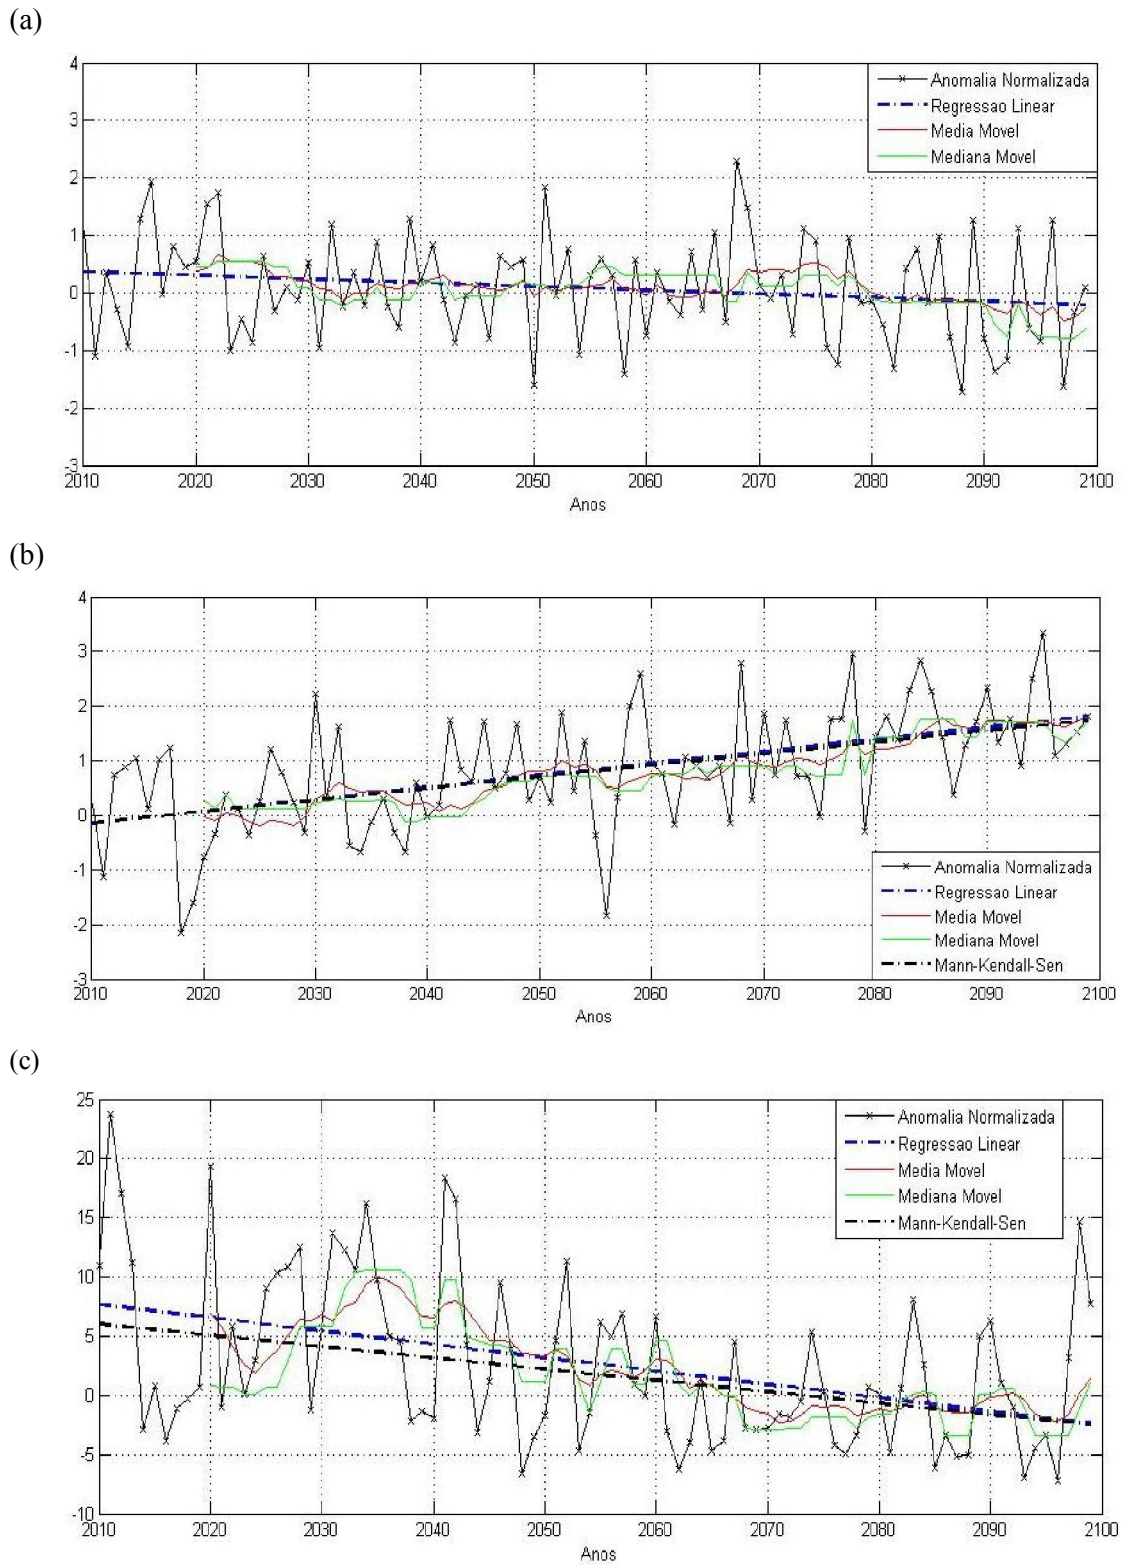 (a)
4
3
2
1
0
-1
-2
-3
Anomalia Normalizada
Regressao Linear
Media Movel
Mediana Movel
2010 2020 2030 2040 2050 2060 2070 2080 2090 2100
Anos
(b)
4
3
2
1
0
-1
-2
-3
Anomalia Normalizada
Regressao Linear
Media Movel
Mediana Movel
Mann-Kendall-Sen
2010 2020 2030 2040 2050 2060 2070 2080 2090 2100
Anos
(c)
25
20
15
10
5
0
-5
-10
Anomalia Normalizada
Regressao Linear
Media Movel
Mediana Movel
Mann-Kendall-Sen
2010 2020 2030 2040 2050 2060 2070 2080 2090 2100
Anos